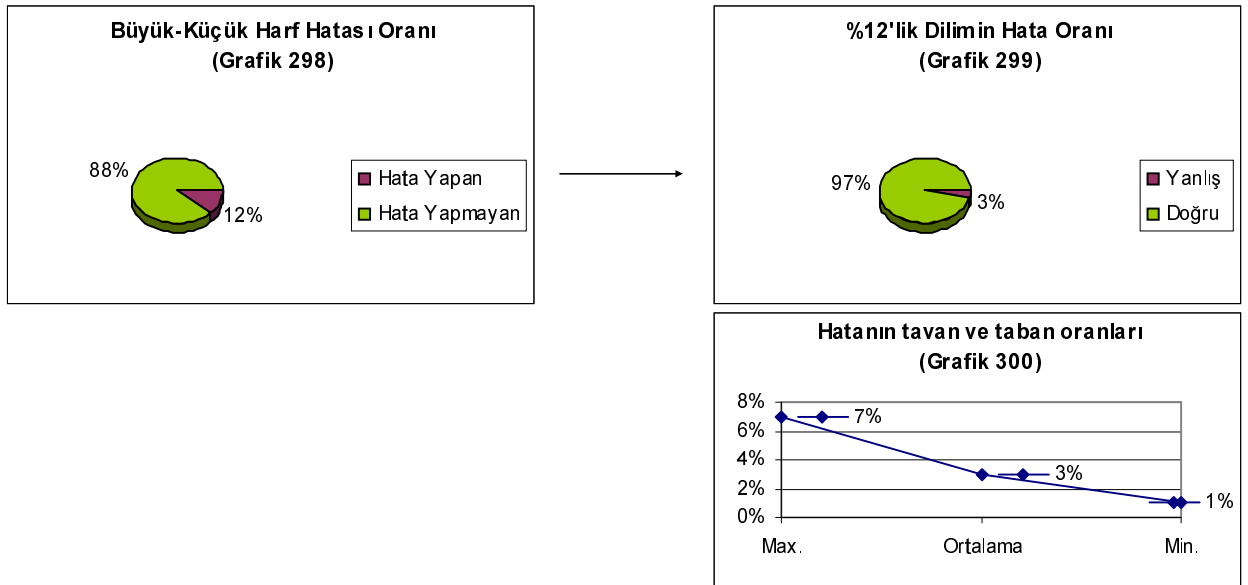 Büyük-Küçük Harf Hatası Oranı
(Grafik 298)
88%
12%
Hata Yapan
Hata Yapmayan
%12'lik Dilimin Hata Oranı
(Grafik 299)
97%
3%
Yanlış
Doğru
Hatanın tavan ve taban oranları
(Grafik 300)
8%
6%
4%
2%
0%
7%
3%
1%
Max.
Ortalama
Min.